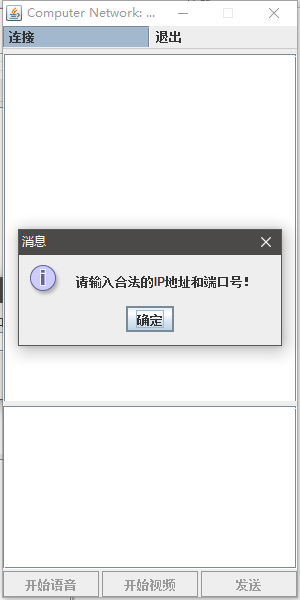 Computer Network: ...
连接 退出
消息
请输入合法的IP地址和端口号！
确定
开始语音 开始视频 发送